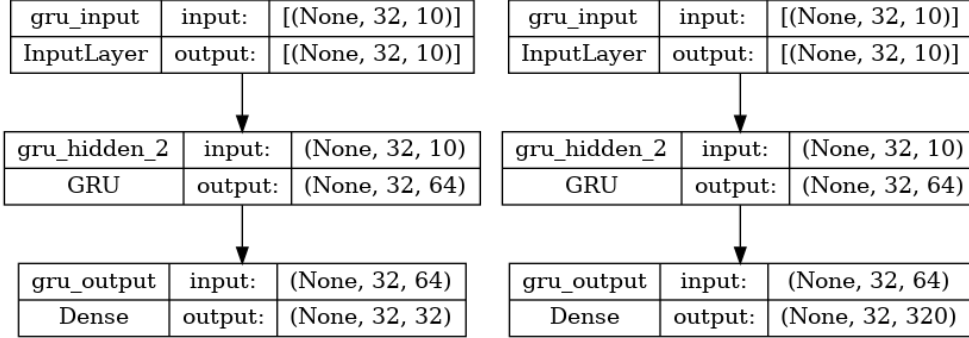 gru_input input: [(None, 32, 10)]
InputLayer output: [(None, 32, 10)]
gru_hidden_2 input: (None, 32, 10)
GRU output: (None, 32, 64)
gru_output input: (None, 32, 64)
Dense output: (None, 32, 32)
gru_input input: [(None, 32, 10)]
InputLayer output: [(None, 32, 10)]
gru_hidden_2 input: (None, 32, 10)
GRU output: (None, 32, 64)
gru_output input: (None, 32, 64)
Dense output: (None, 32, 320)